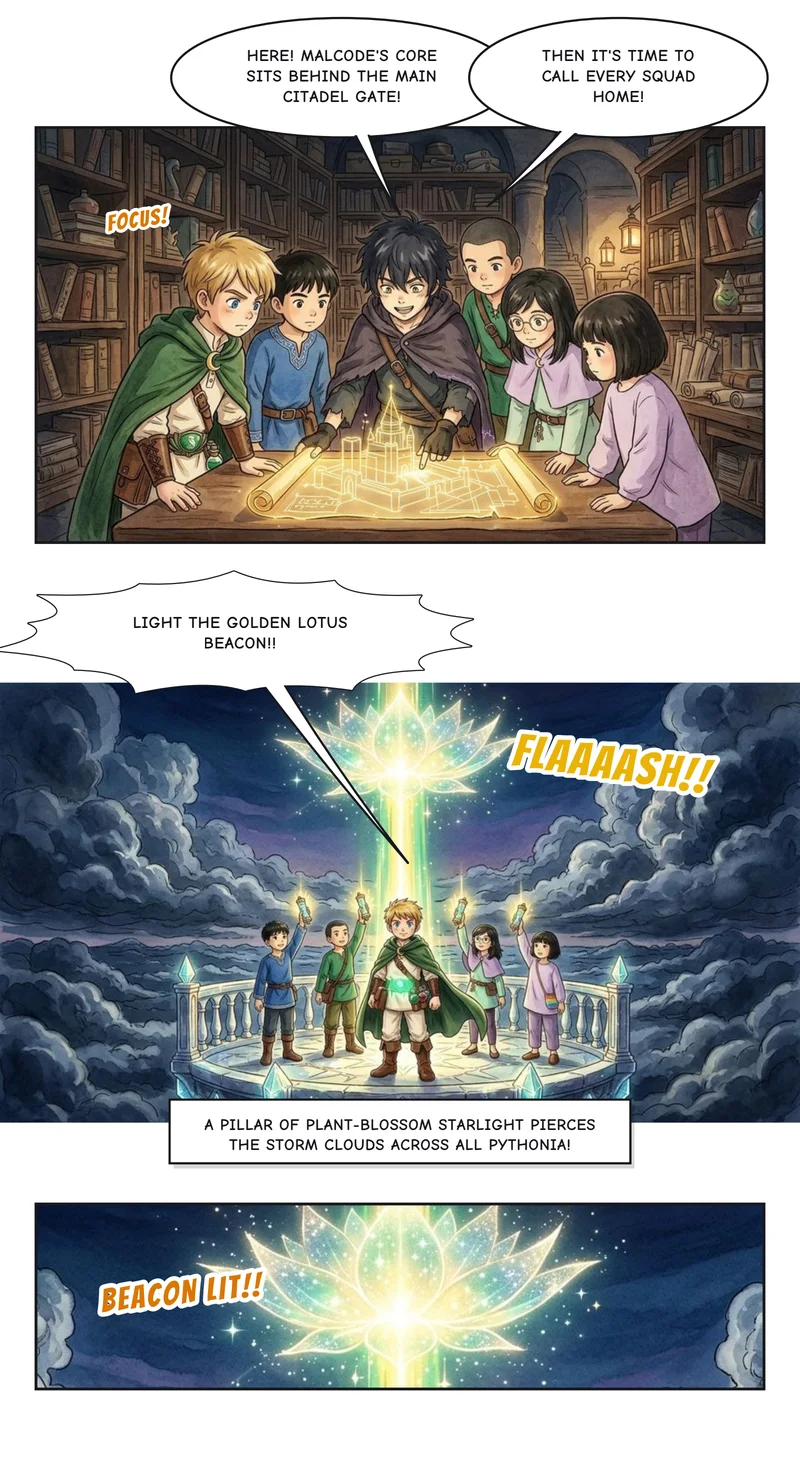 HERE! MALCODE'S CORE
SITS BEHIND THE MAIN
CITADEL GATE!
THEN IT'S TIME TO
CALL EVERY SQUAD
HOME!
FOCUS!
LIGHT THE GOLDEN LOTUS
BEACON!!
FLAAAASH!!
A PILLAR OF PLANT-BLOSSOM STARLIGHT PIERCES
THE STORM CLOUDS ACROSS ALL PYTHONIA!
BEACON LIT!!